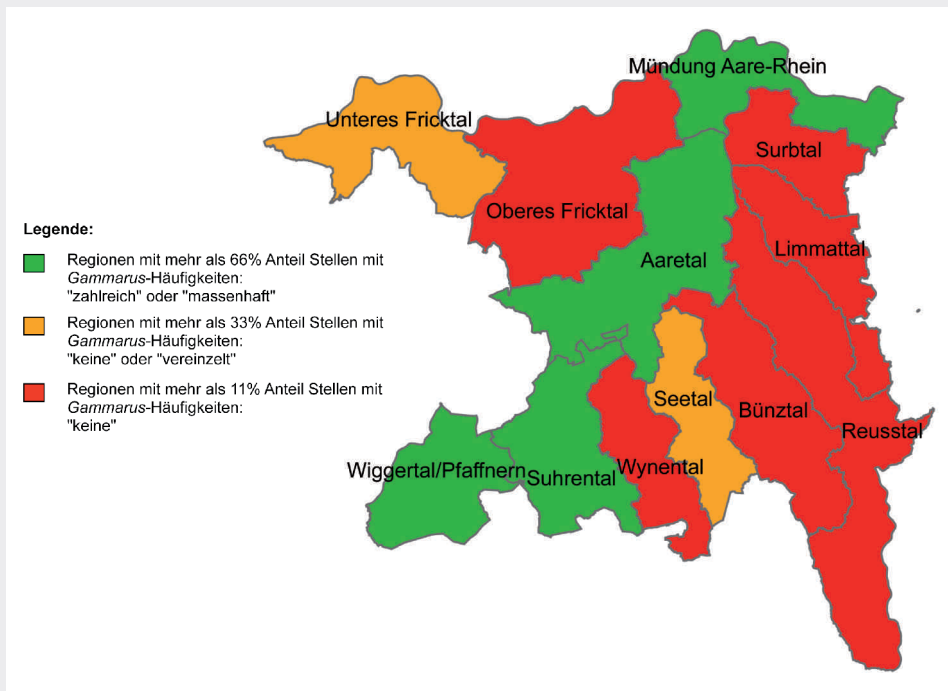 Mündung Aare-Rhein
Unteres Fricktal
Surbtal
Oberes Fricktal
Limmattal
Aaretal
Legende:
Regionen mit mehr als 66% Anteil Stellen mit
Gammarus-Häufigkeiten:
"zahlreich" oder "massenhaft"
Regionen mit mehr als 33% Anteil Stellen mit
Gammarus-Häufigkeiten:
"keine" oder "vereinzelt"
Regionen mit mehr als 11% Anteil Stellen mit
Gammarus-Häufigkeiten:
"keine"
Seetal
Bünztal
Reusstal
Wiggertal/Pfaffnern
Suhrental
Wynental